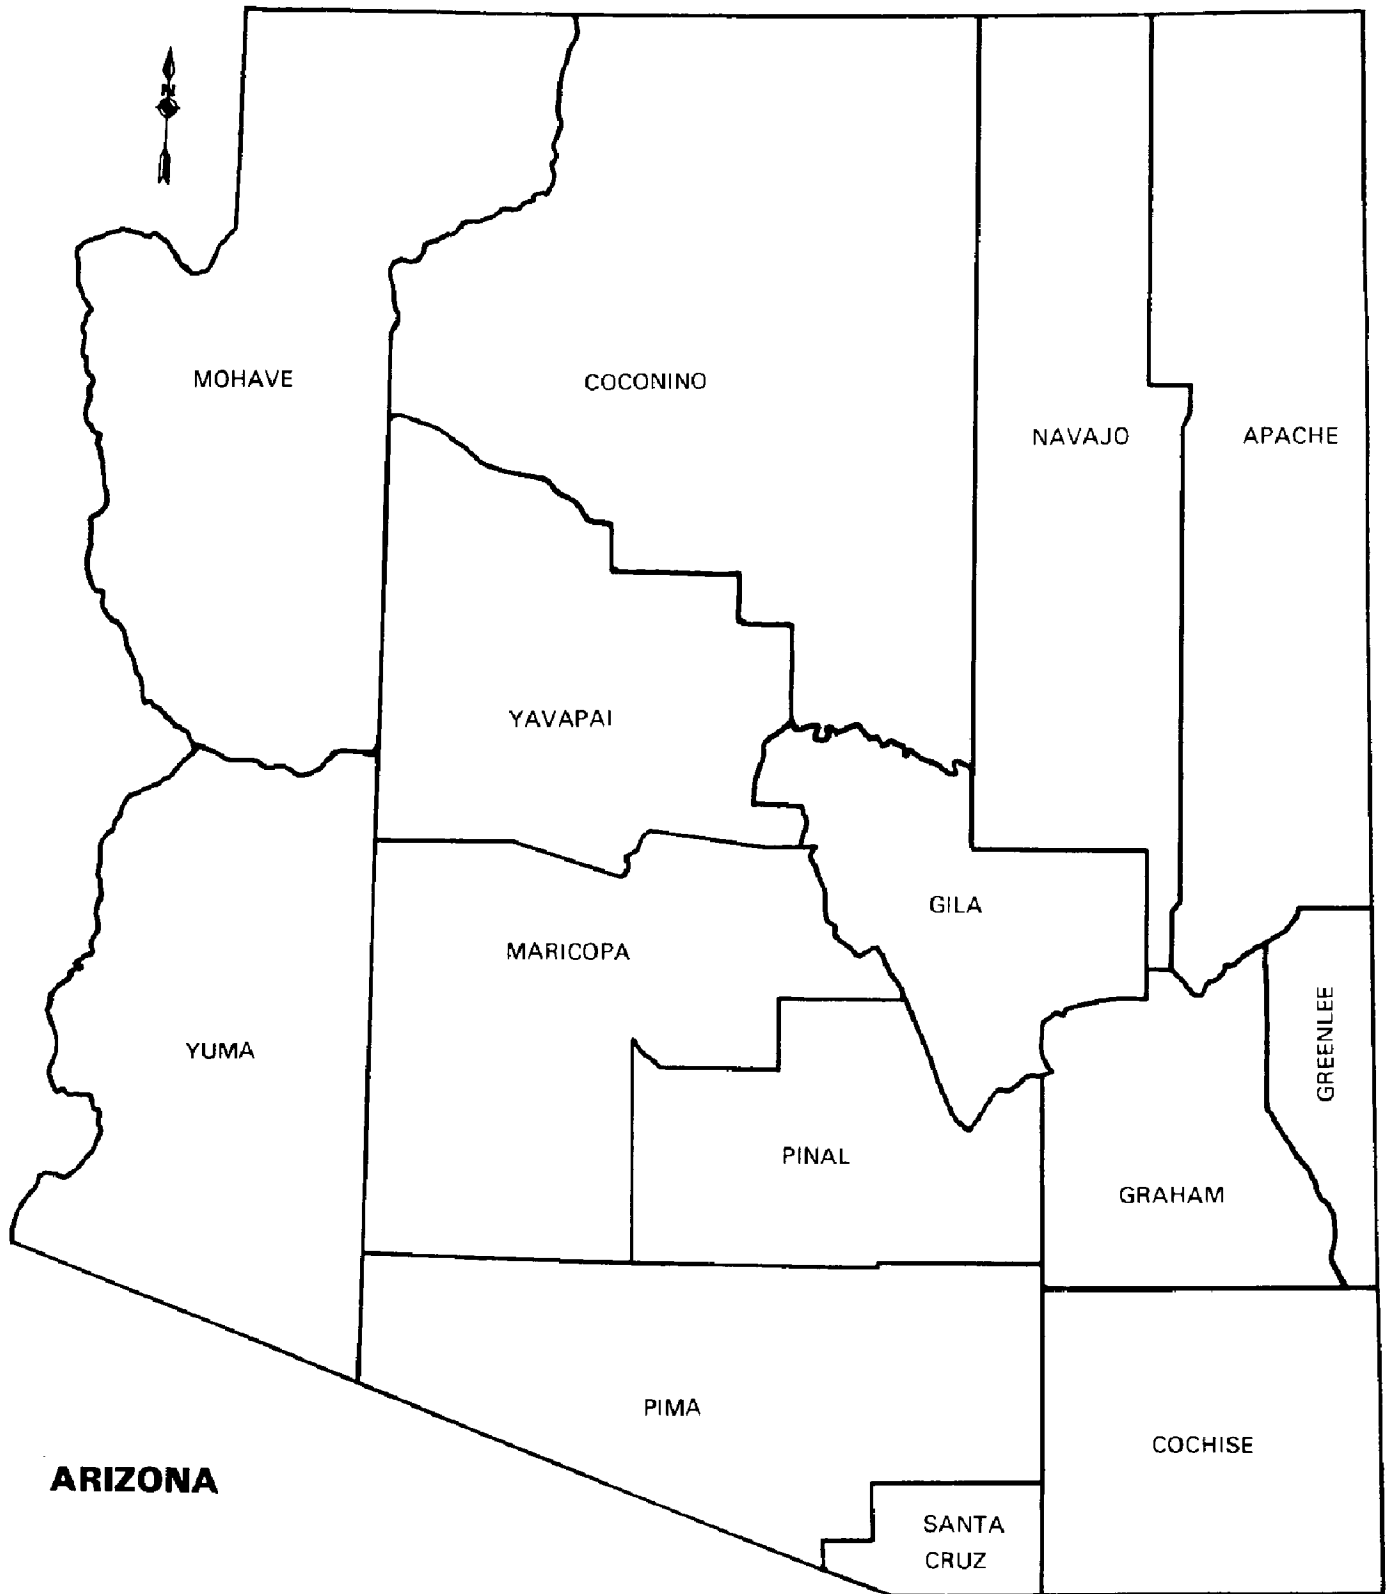 N
MOHAVE
COCONINO
NAVAJO
APACHE
YAVAPAI
GILA
MARICOPA
GREENLEE
YUMA
PINAL
GRAHAM
PIMA
COCHISE
ARIZONA
SANTA
CRUZ